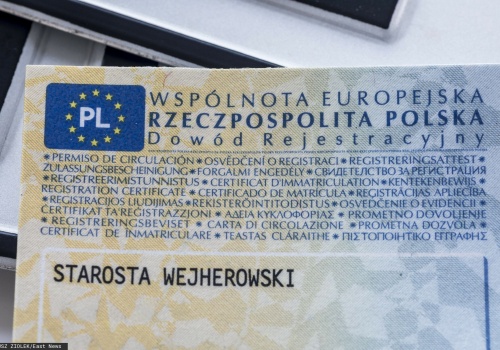 PL
WSPÓLNOTA EUROPEJSKA
RZECZPOSPOLITA POLSKA
Dowód Rejestracyjny
*PERMISO DE CIRCULACIÓN*OSVĚDČENÍ O REGISTRACI*REGISTRERINGSATTEST*
ZULASSUNGSBESCHEINIGUNG*FORGALMI ENGEDÉLY*СВИДЕТЕЛСТВО ЗА РЕГИСТРАЦИЯ
*REGISTREERIMISTUNNISTUS*CERTIFICAT D'IMMATRICULATION*KENTEKENBEWIJS*
REGISTRATION CERTIFICATE*CERTIFICADO DE MATRÍCULA*REĢISTRĀCIJAS APLIECĪBA
*REGISTRACIJOS LIUDIJIMAS*REKISTERÖINTITODISTUS*OSVEDČENIE O EVIDENCII*
ĊERTIFIKAT TA'REĠISTRAZZJONI*ΑΔΕΙΑ ΚΥΚΛΟΦΟΡΙΑΣ*PROMETNO DOVOLJENJE
*REGISTRERINGSBEVISET*CARTA DI CIRCOLAZIONE*PROMETNA DOZVOLA*
CERTIFICAT DE ÎNMATRICULARE*TEASTAS CLÁRAITHE*ΠΙΣΤΟΠΟΙΗΤΙΚΟ ΕΓΓΡΑΦΗΣ
STAROSTA WEJHEROWSKI
SZ ZIOLEK/East News